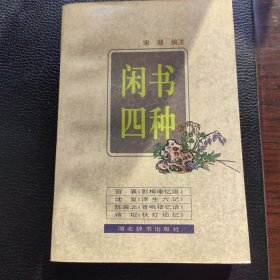 宋凝 编注
闲书
四种
冒襄《影梅庵忆语》
沈复《浮生六记》
陈裴之《香畹楼忆语》
蒋坦《秋灯琐忆》
湖北辞书出版社